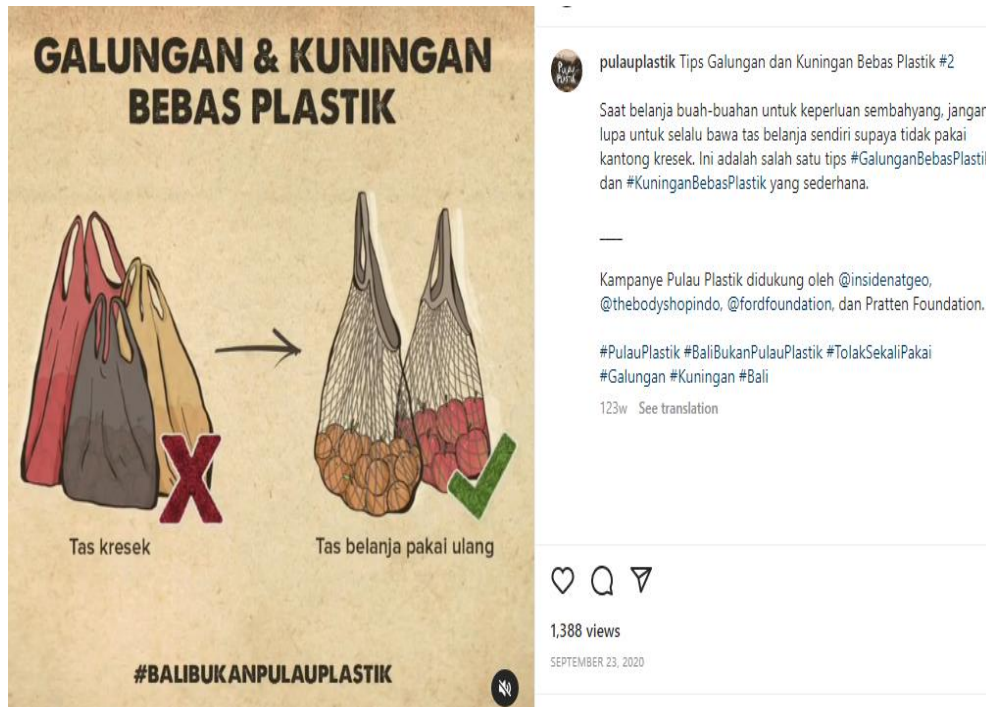 GALUNGAN & KUNINGAN
BEBAS PLASTIK
Tas kresek
Tas belanja pakai ulang
#BALIBUKANPULAUPLASTIK
Pulau Plastik
pulauplastik Tips Galungan dan Kuningan Bebas Plastik #2
Saat belanja buah-buahan untuk keperluan sembahyang, jangan
lupa untuk selalu bawa tas belanja sendiri supaya tidak pakai
kantong kresek. Ini adalah salah satu tips #GalunganBebasPlastik
dan #KuninganBebasPlastik yang sederhana.
Kampanye Pulau Plastik didukung oleh @insidenatgeo,
@thebodyshopindo, @fordfoundation, dan Pratten Foundation.
#PulauPlastik #BaliBukanPulauPlastik #TolakSekaliPakai
#Galungan #Kuningan #Bali
123w See translation
1,388 views
SEPTEMBER 23, 2020